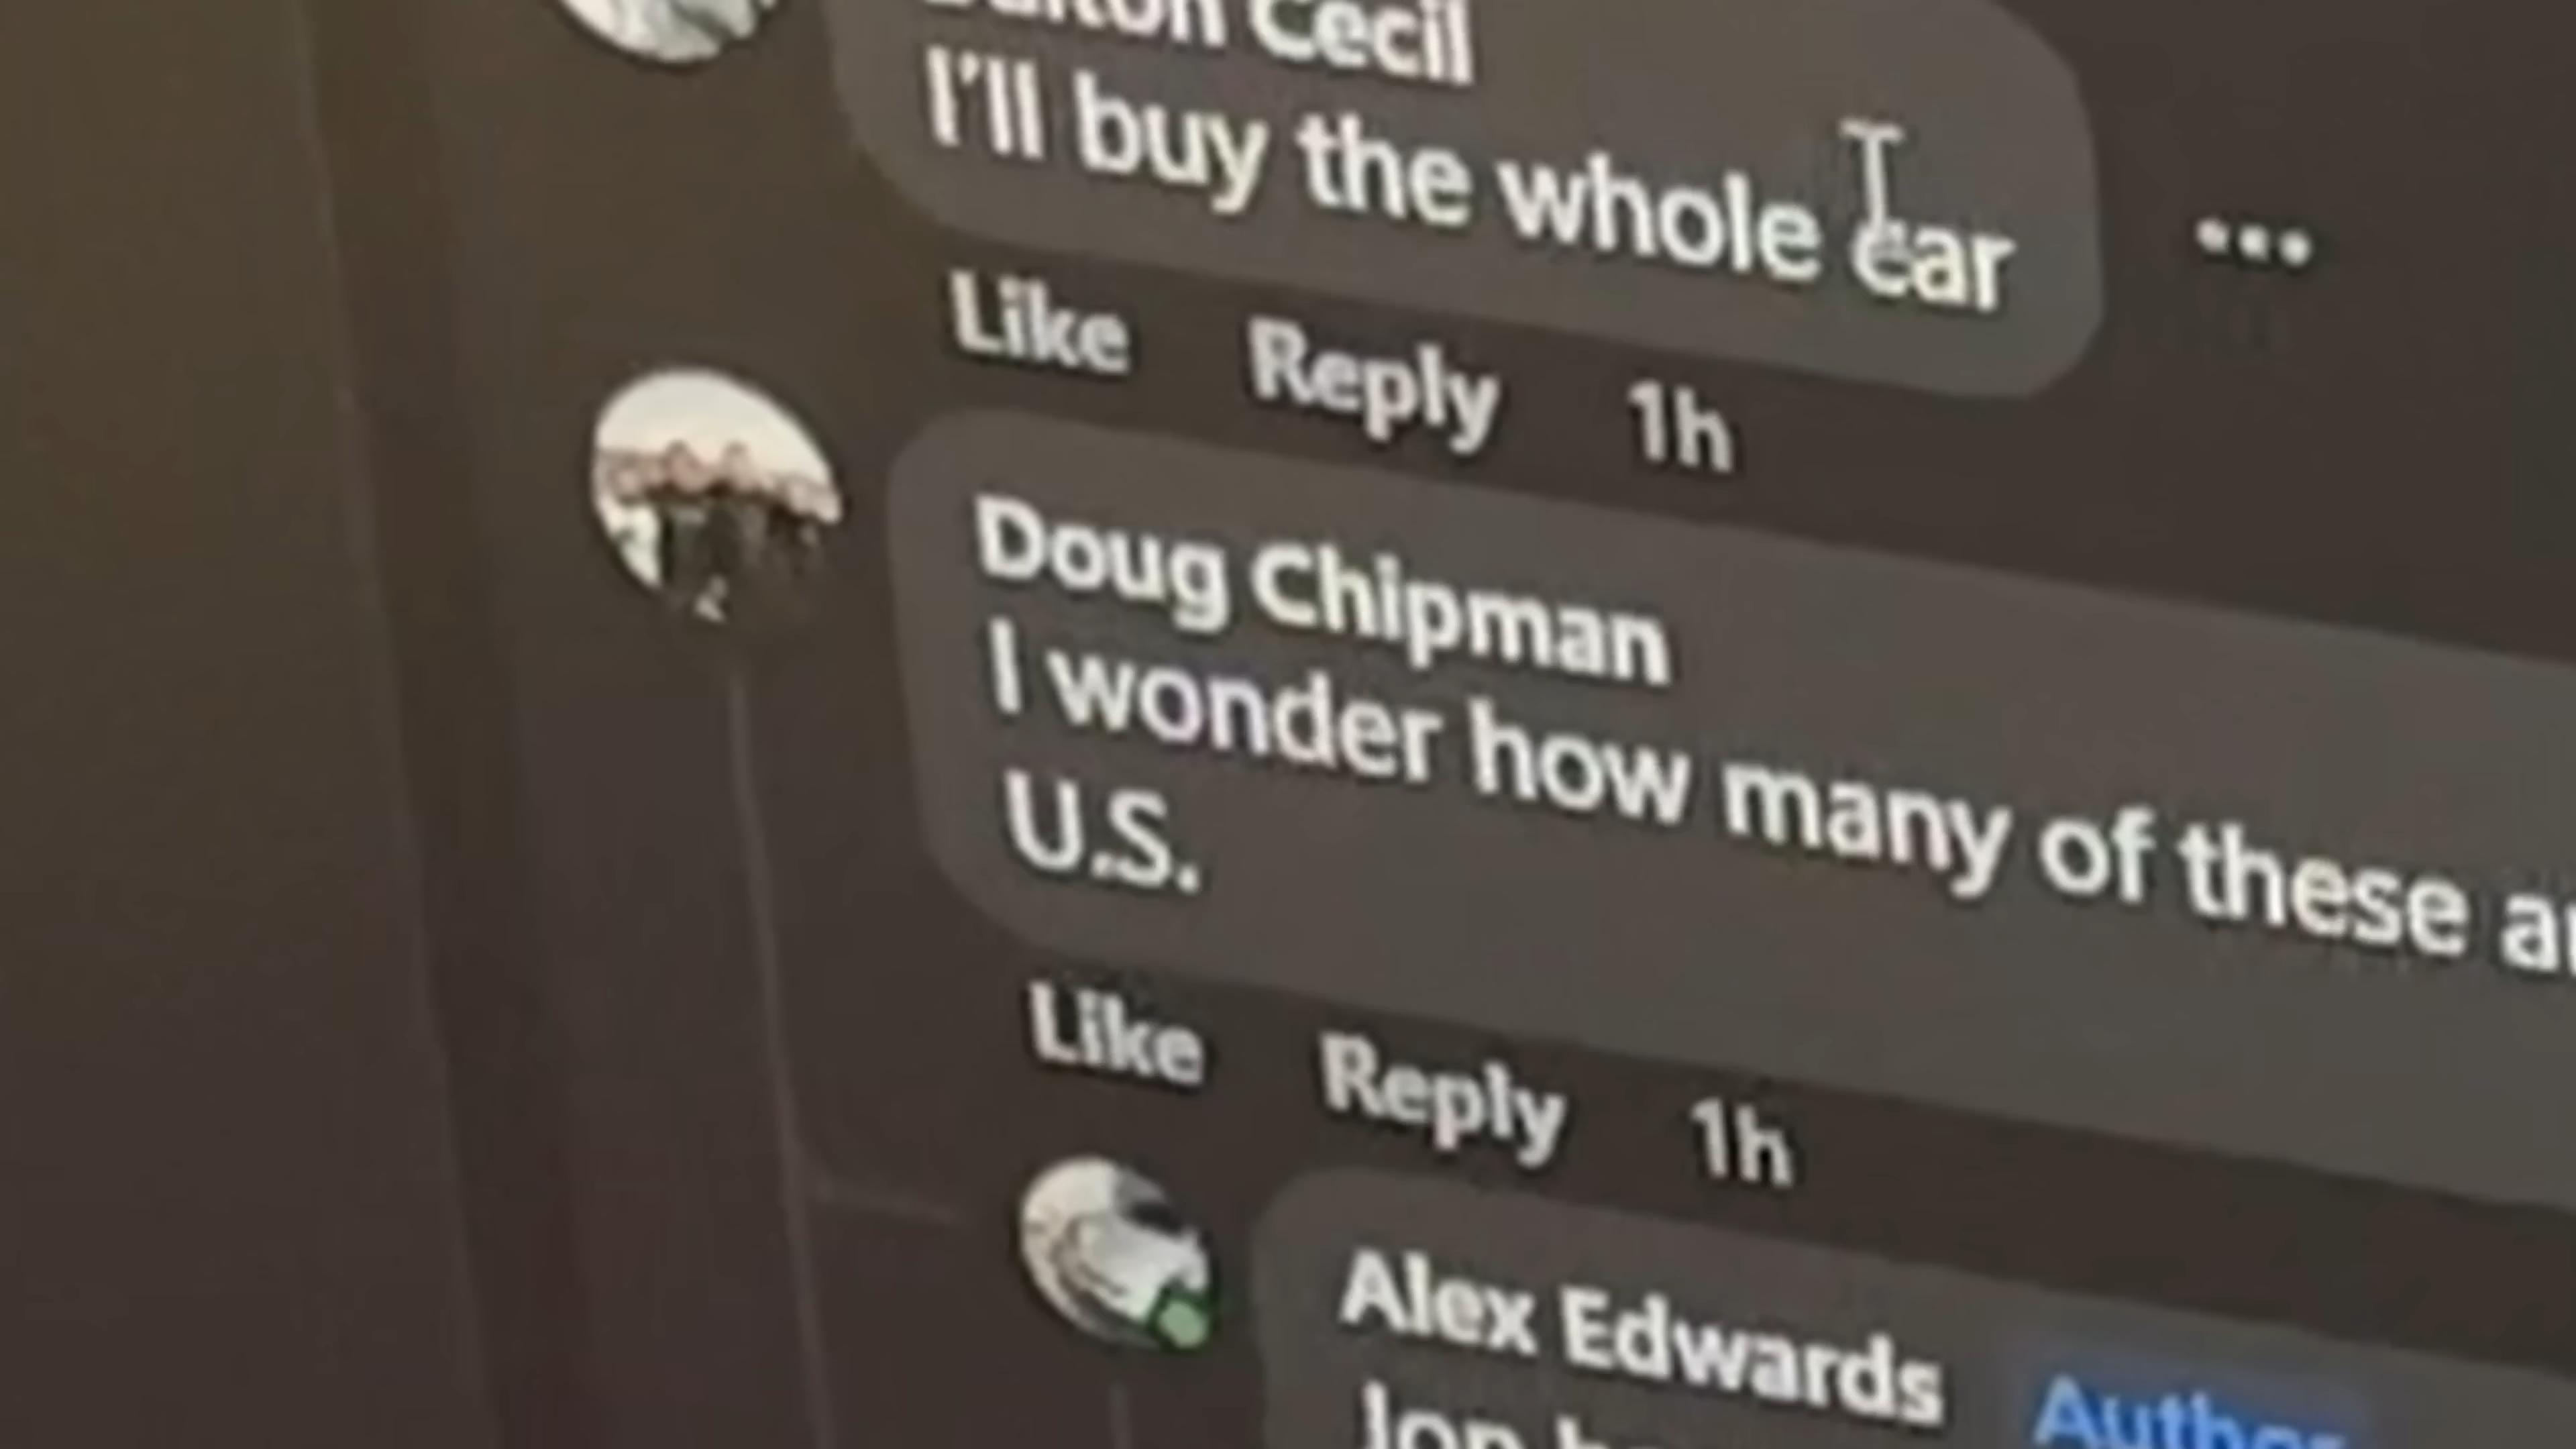 Cecil
I'll buy the whole car
Like Reply 1h
Doug Chipman
I wonder how many of these
U.S.
Like Reply 1h
Alex Edwards Author